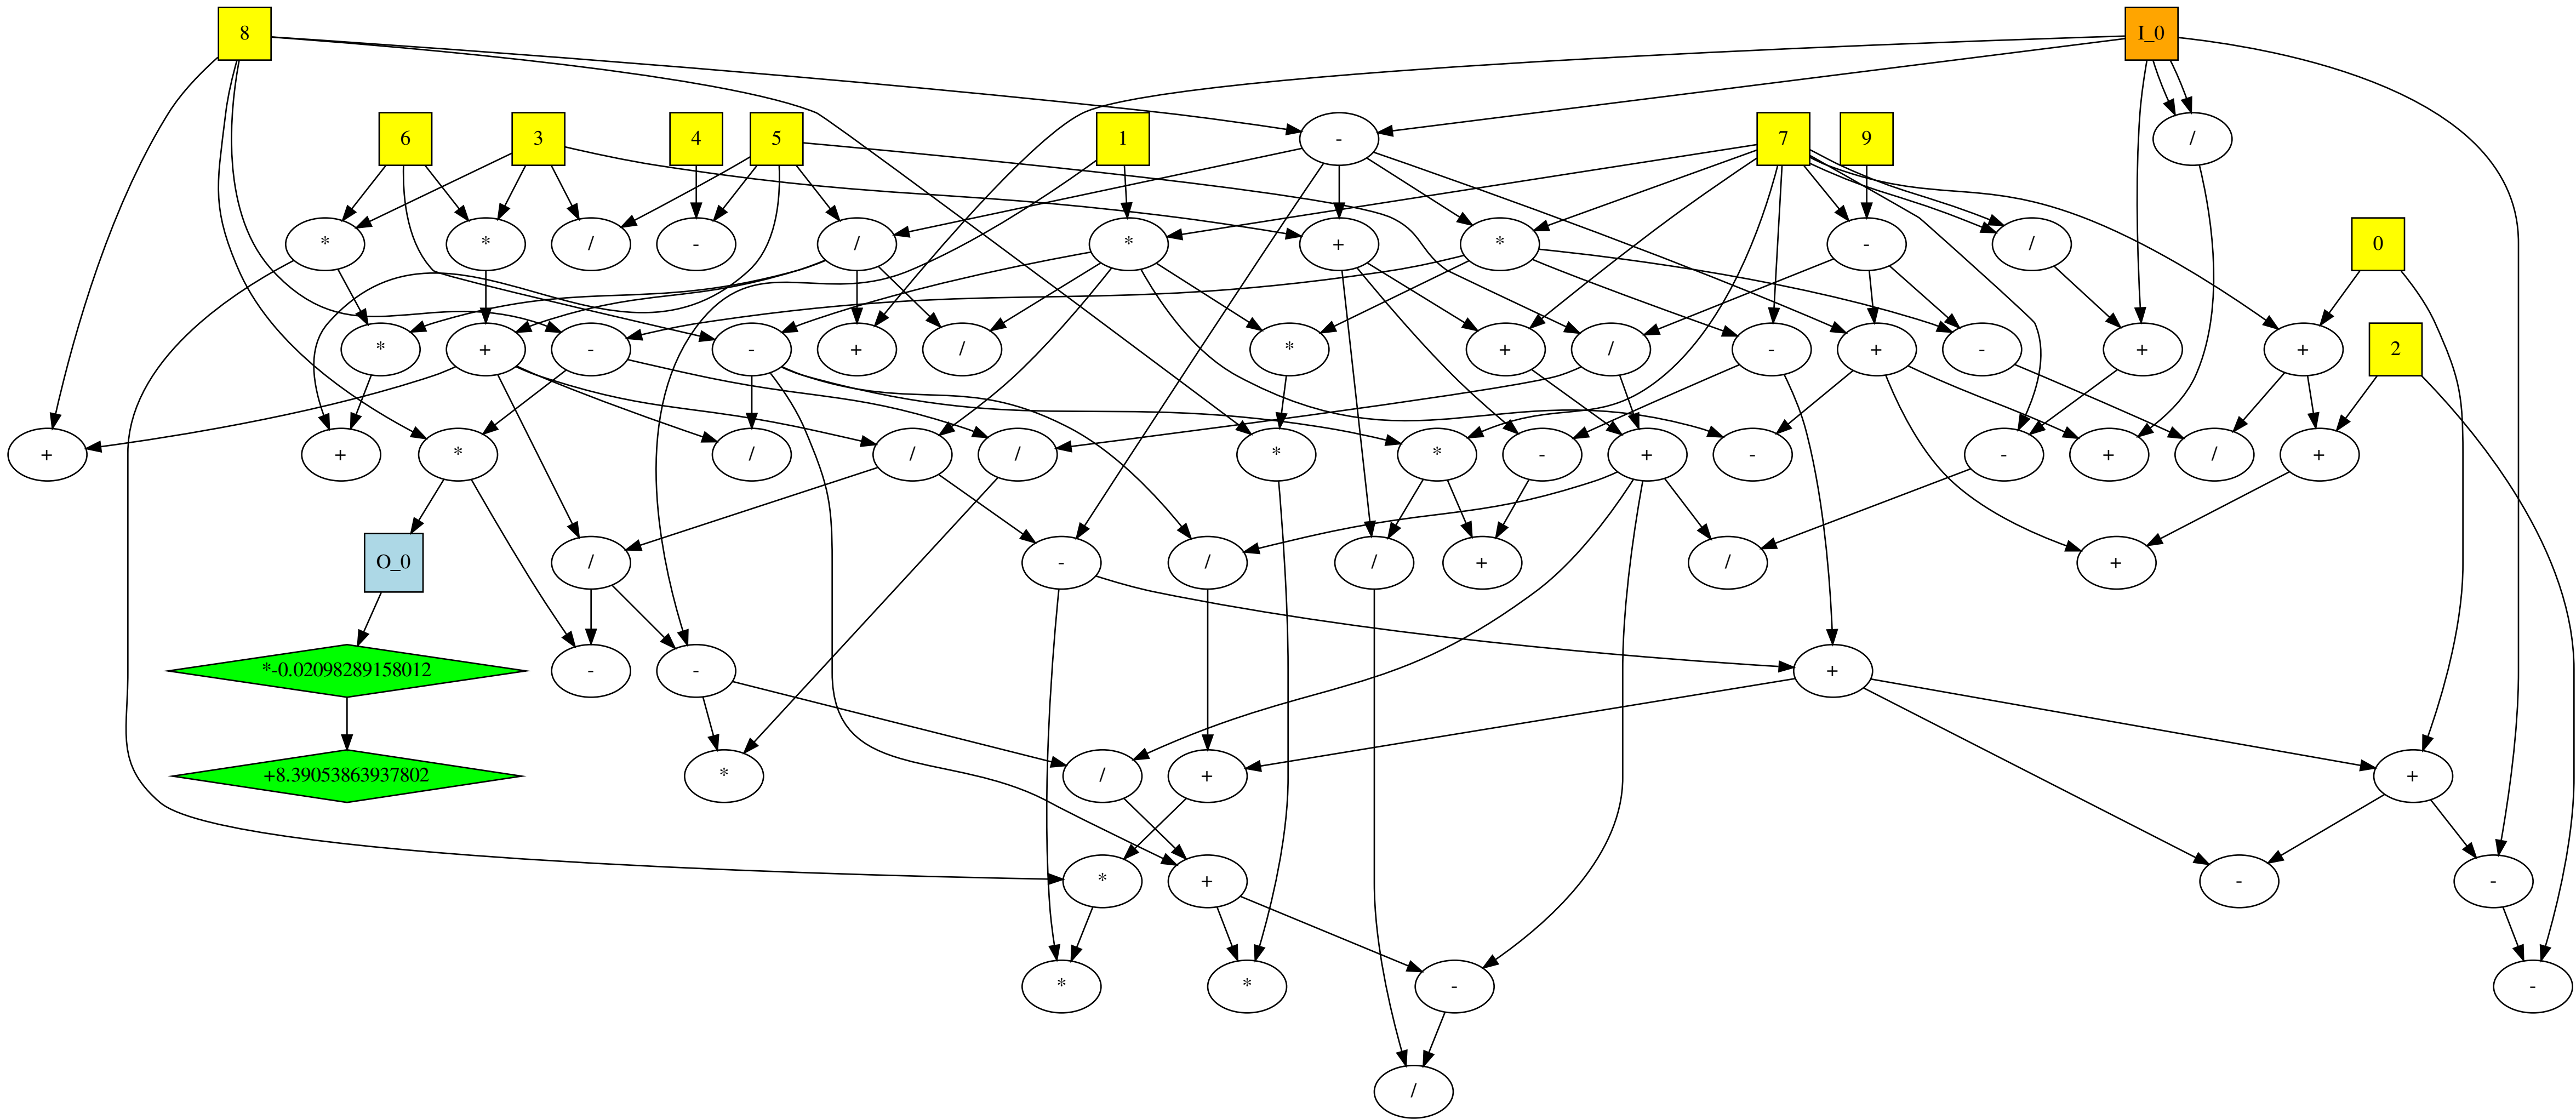 8 I_0
6 3 4 5 1 - 7 9 /
* * / - / * + * - / 0
* + - - + / * + / - + - + + 2
+ + * / / / * * - + - - + / +
O_0 / - / / + / +
*-0.02098289158012 - - +
+8.39053863937802 * / + +
* + - -
* * - -
/